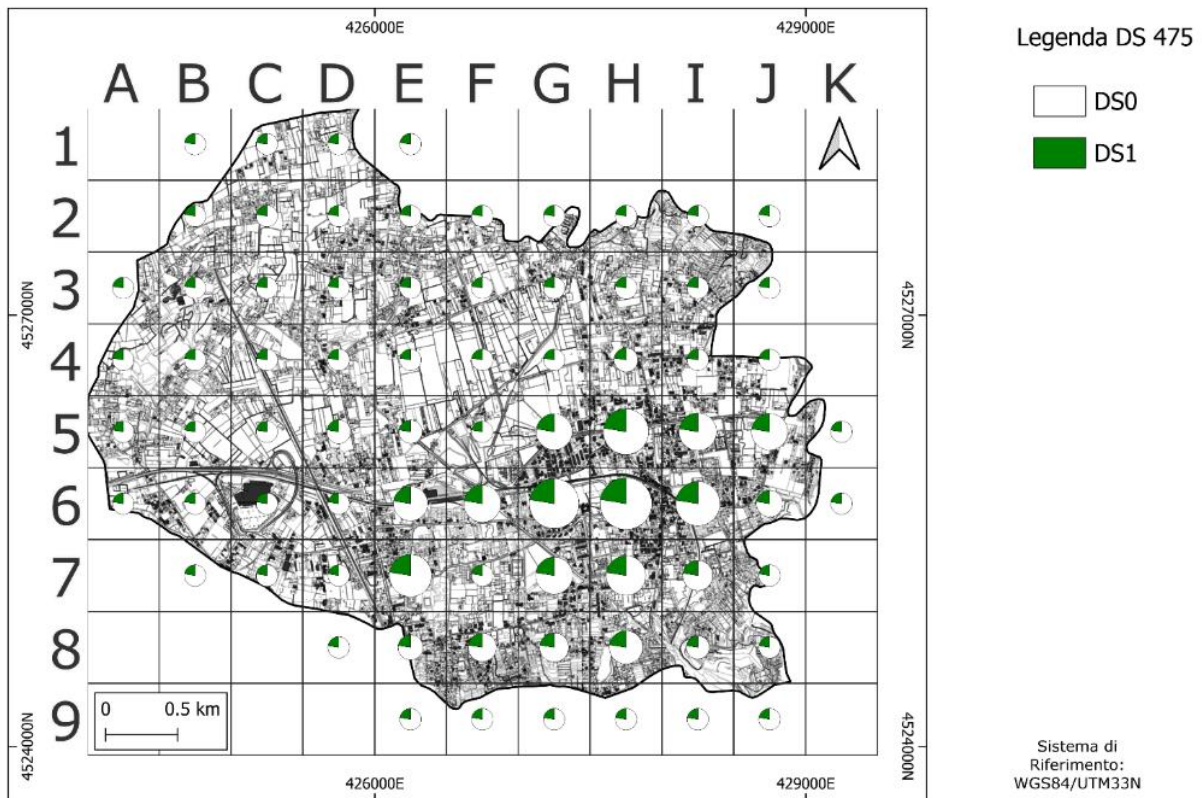 426000E
429000E
Legenda DS 475
A B C D E F G H I J K
DS0
DS1
1
2
3
4
5
6
7
8
9
4527000N
4527000N
4524000N
4524000N
0 0.5 km
426000E
429000E
Sistema di
Riferimento:
WGS84/UTM33N